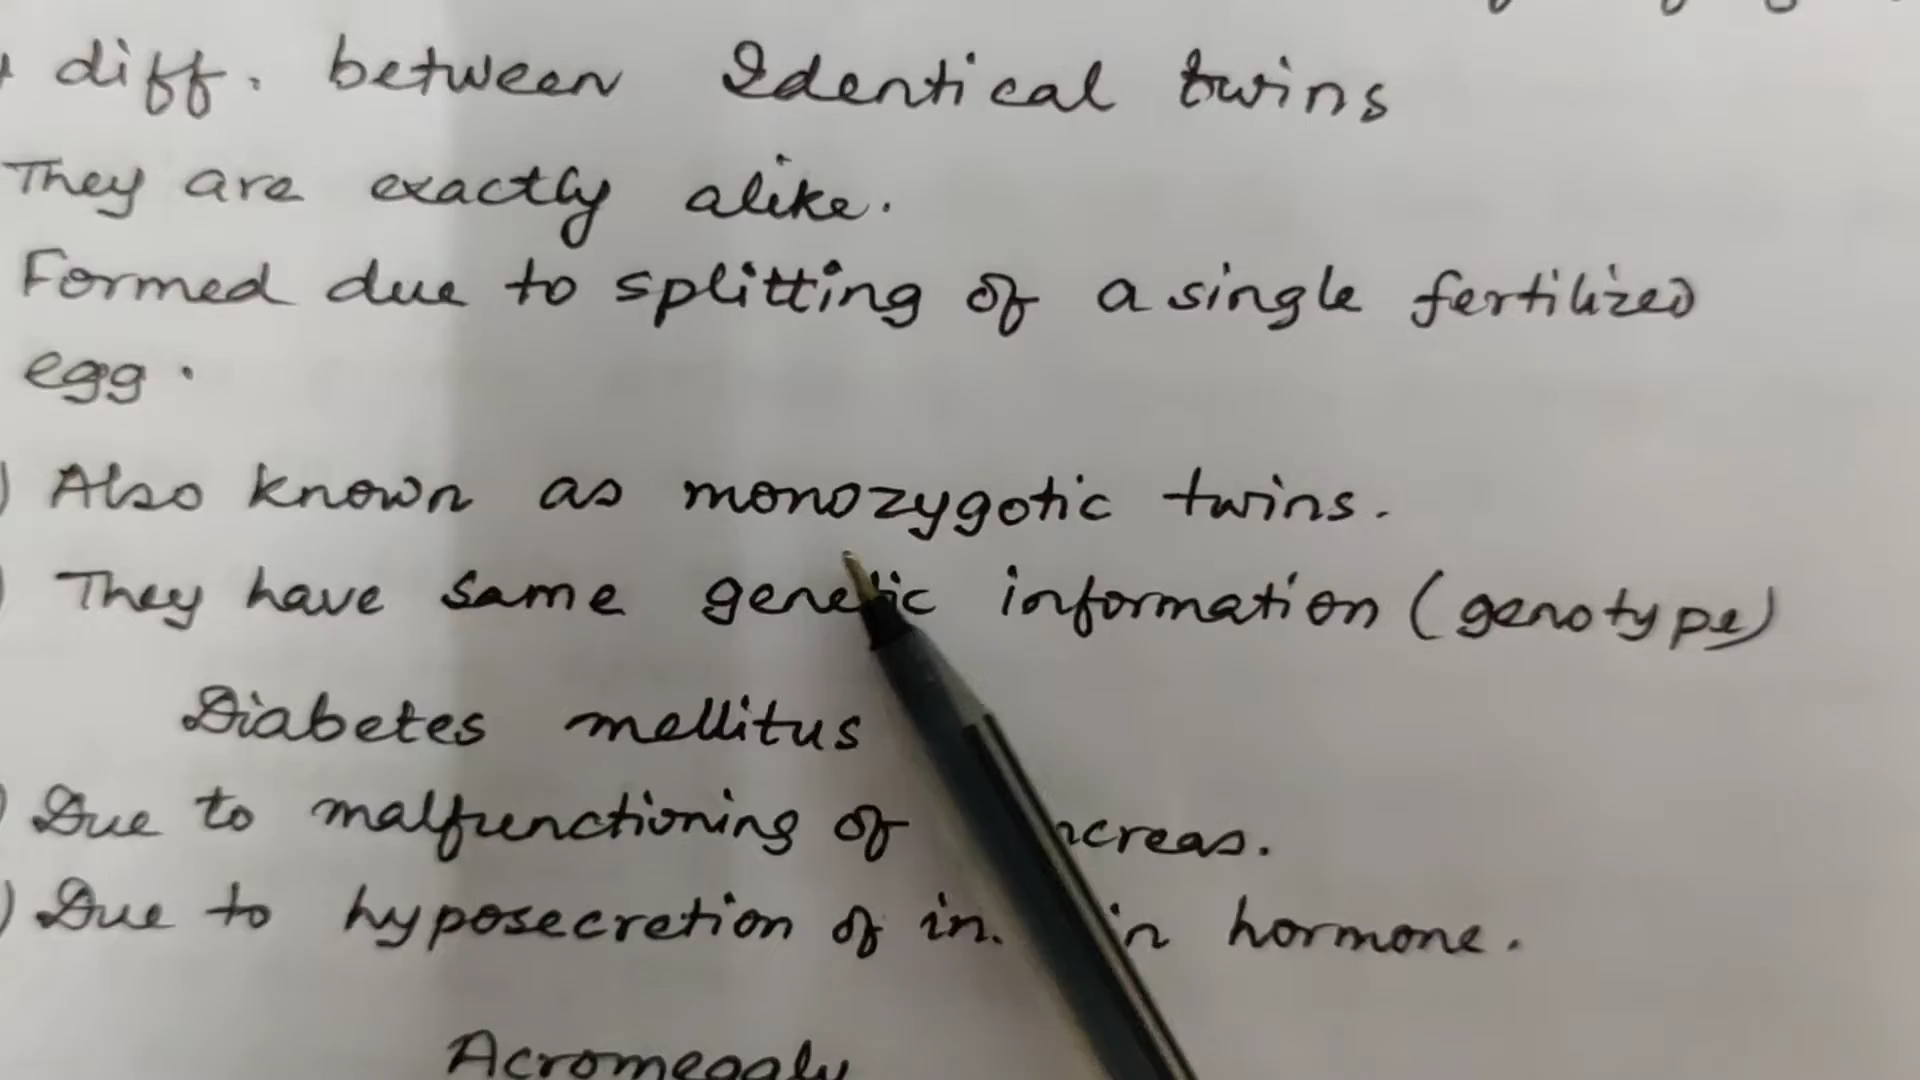 diff. between Identical twins
They are exactly alike.
Formed due to splitting of a single fertilized
egg.
) Also known as monozygotic twins.
) They have same genetic information (genotype)
Diabetes mellitus
) Due to malfunctioning of
) Due to hyposecretion of hormone.
Acromegaly